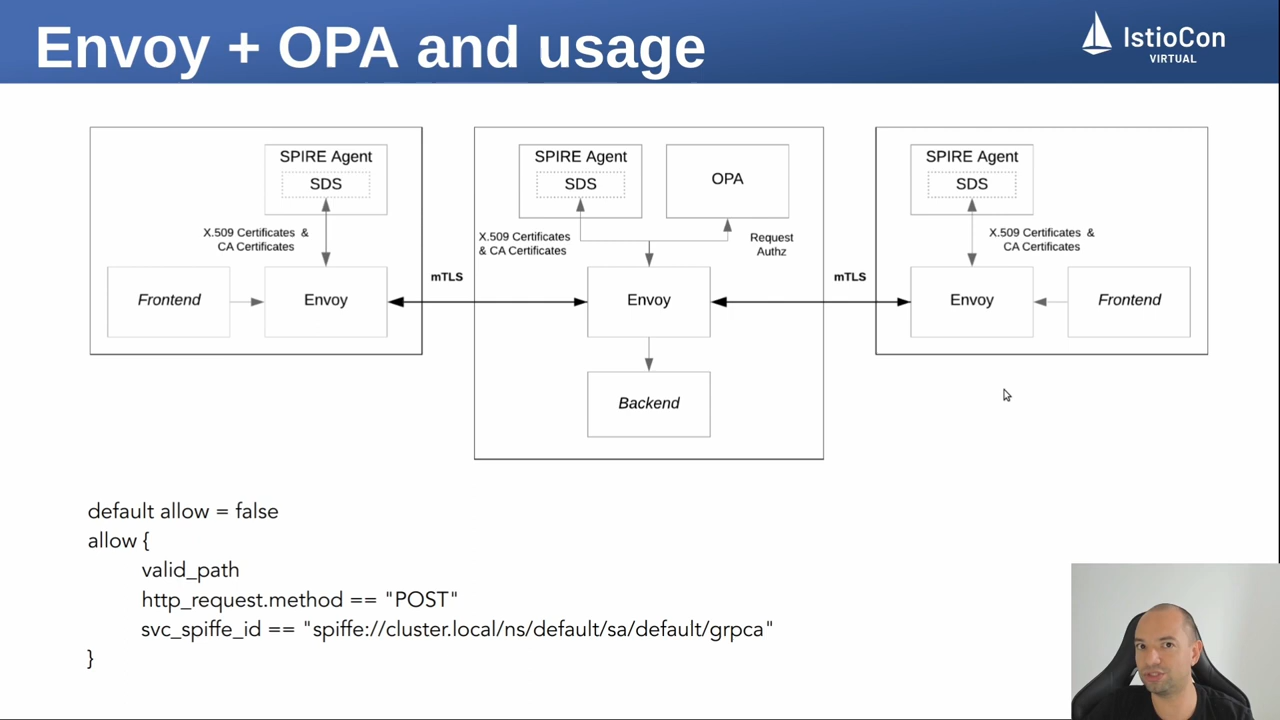 Envoy + OPA and usage
IstioCon
VIRTUAL
SPIRE Agent
SDS
X.509 Certificates &
CA Certificates
Frontend
Envoy
mTLS
SPIRE Agent
SDS
OPA
X.509 Certificates
& CA Certificates
Request
Authz
Envoy
Backend
mTLS
SPIRE Agent
SDS
X.509 Certificates &
CA Certificates
Envoy
Frontend
default allow = false
allow {
valid_path
http_request.method == "POST"
svc_spiffe_id == "spiffe://cluster.local/ns/default/sa/default/grpca"
}